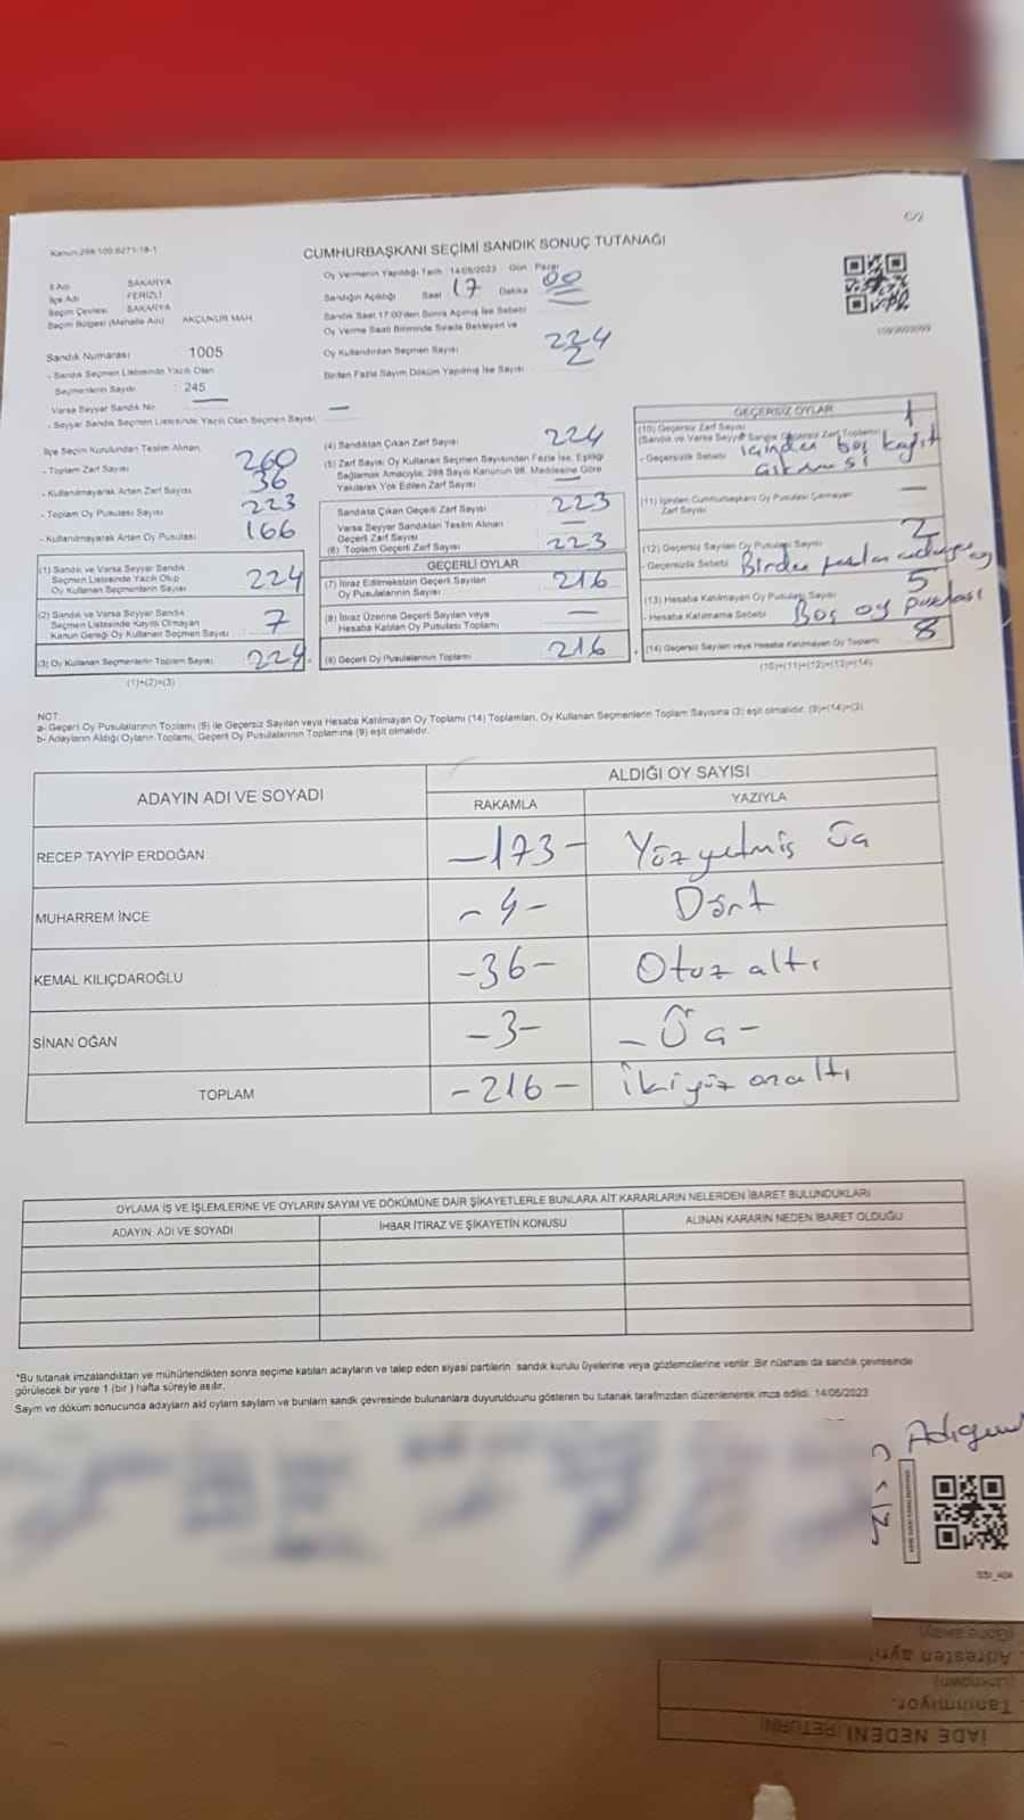 6/2
CUMHURBAŞKANI SEÇİMİ SANDIK SONUÇ TUTANAĞI
İl Adı SAKARYA
İlçe Adı FERİZLİ
Seçim Çevresi SAKARYA
Seçim Bölgesi (Mahalle Adı) AKÇUKUR MAH
Sandık Numarası 1005
- Sandık Seçmen Listesinde Yazılı Olan
Seçmenlerin Sayısı : 245
Varsa Seyyar Sandık No —
- Seyyar Sandık Seçmen Listesinde Yazılı Olan Seçmen Sayısı —
Oy Vermenin Yapıldığı Tarih 14/05/2023 Gün Pazar
Sandığın Açıldığı Saat 17 Dakika 00
Sandık Saat 17:00'den Sonra Açılmış İse Sebebi
Oy Verme Saati Bitiminde Sırada Bekleyen ve
Oy Kullandırılan Seçmen Sayısı 224
Birden Fazla Sayım Döküm Yapılmış İse Sayısı
İlçe Seçim Kurulundan Teslim Alınan
- Toplam Zarf Sayısı 260
- Kullanılmayarak Artan Zarf Sayısı 36
- Toplam Oy Pusulası Sayısı 223
- Kullanılmayarak Artan Oy Pusulası 166
(1) Sandık ve Varsa Seyyar Sandık
Seçmen Listesinde Yazılı Olup
Oy Kullanan Seçmenlerin Sayısı 224
(2) Sandık ve Varsa Seyyar Sandık
Seçmen Listesinde Kayıtlı Olmayan
Kanun Gereği Oy Kullanan Seçmen Sayısı 7
(3) Oy Kullanan Seçmenlerin Toplam Sayısı 224
(1)+(2)=(3)
(4) Sandıktan Çıkan Zarf Sayısı 224
(5) Zarf Sayısı Oy Kullanan Seçmen Sayısından Fazla İse, Eşitliği
Sağlamak Amacıyla, 298 Sayılı Kanunun 98. Maddesine Göre
Yakılarak Yok Edilen Zarf Sayısı —
Sandıkta Çıkan Geçerli Zarf Sayısı 223
Varsa Seyyar Sandıktan Teslim Alınan
Geçerli Zarf Sayısı —
(6) Toplam Geçerli Zarf Sayısı 223
GEÇERLİ OYLAR
(7) İtiraz Edilmeksizin Geçerli Sayılan
Oy Pusulalarının Sayısı 216
(8) İtiraz Üzerine Geçerli Sayılan veya
Hesaba Katılan Oy Pusulası Toplamı —
(9) Geçerli Oy Pusulalarının Toplamı 216
GEÇERSİZ OYLAR
(10) Geçersiz Zarf Sayısı 1
(Sandık ve Varsa Seyyar Sandık Geçersiz Zarf Toplamı)
- Geçersizlik Sebebi içinden boş kağıt
çıkması
(11) İçinden Cumhurbaşkanı Oy Pusulası Çıkmayan
Zarf Sayısı —
(12) Geçersiz Sayılan Oy Pusulası Sayısı 2
- Geçersizlik Sebebi Birden fazla oy
(13) Hesaba Katılmayan Oy Pusulası Sayısı 5
- Hesaba Katılmama Sebebi Boş oy pusulası
(14) Geçersiz Sayılan veya Hesaba Katılmayan Oy Toplamı 8
(10)+(11)+(12)+(13)=(14)
NOT:
a- Geçerli Oy Pusulalarının Toplamı (9) ile Geçersiz Sayılan veya Hesaba Katılmayan Oy Toplamı (14) Toplamları, Oy Kullanan Seçmenlerin Toplam Sayısına (3) eşit olmalıdır. (9)+(14)=(3)
b- Adayların Aldığı Oyların Toplamı, Geçerli Oy Pusulalarının Toplamına (9) eşit olmalıdır.
ADAYIN ADI VE SOYADI
ALDIĞI OY SAYISI
RAKAMLA YAZIYLA
RECEP TAYYİP ERDOĞAN -173- Yüzyetmiş Üç
MUHARREM İNCE -4- Dört
KEMAL KILIÇDAROĞLU -36- Otuz altı
SİNAN OĞAN -3- -Üç-
TOPLAM -216- ikiyüz onaltı
OYLAMA İŞ VE İŞLEMLERİNE VE OYLARIN SAYIM VE DÖKÜMÜNE DAİR ŞİKAYETLERLE BUNLARA AİT KARARLARIN NELERDEN İBARET BULUNDUKLARI
ADAYIN ADI VE SOYADI İHBAR İTİRAZ VE ŞİKAYETİN KONUSU ALINAN KARARIN NEDEN İBARET OLDUĞU
*Bu tutanak imzalandıktan ve mühürlendikten sonra seçime katılan adayların ve talep eden siyasi partilerin sandık kurulu üyelerine veya gözlemcilerine verilir. Bir nüshası da sandık çevresinde
görülecek bir yere 1 (bir) hafta süreyle asılır.
Sayım ve döküm sonucunda adayların aldı oyların sayıları ve bunların sandk çevresinde bulunanlara duyurulduunu gösteren bu tutanak tarafmzdan düzenlenerek imza edildi. 14/05/2023
Adresten ayrı
(unknown)
Tanınmıyor.
İADE NEDENİ (RETURN)